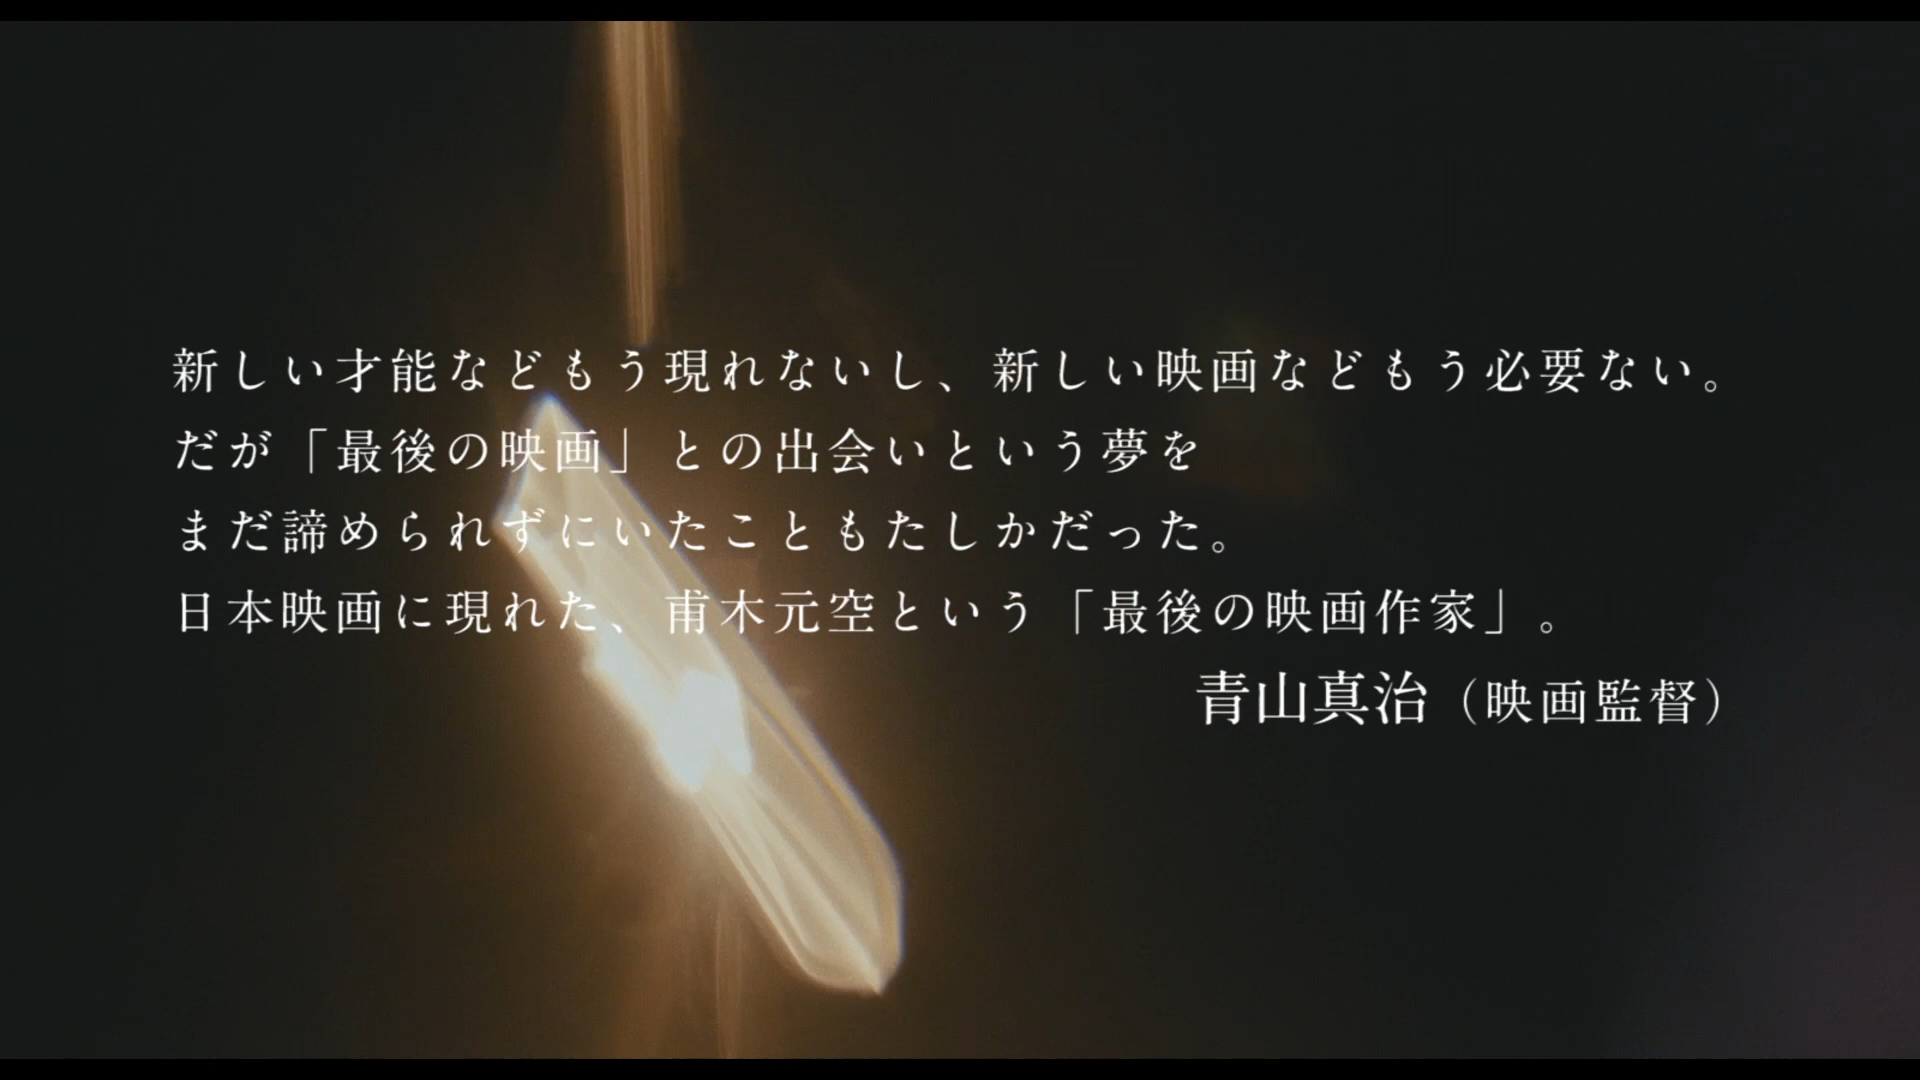 新しい才能などもう現れないし、新しい映画などもう必要ない。
だが「最後の映画」との出会いという夢を
まだ諦められずにいたこともたしかだった。
日本映画に現れた、甫木元空という「最後の映画作家」。
青山真治（映画監督）